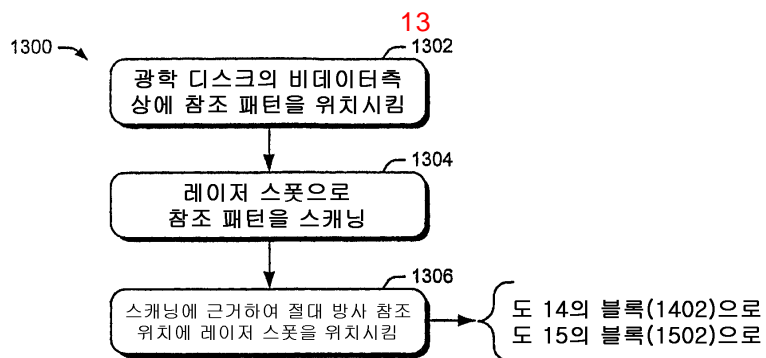 13
1300
1302
광학 디스크의 비데이터측
상에 참조 패턴을 위치시킴
1304
레이저 스폿으로
참조 패턴을 스캐닝
1306
스캐닝에 근거하여 절대 방사 참조
위치에 레이저 스폿을 위치시킴
도 14의 블록(1402)으로
도 15의 블록(1502)으로